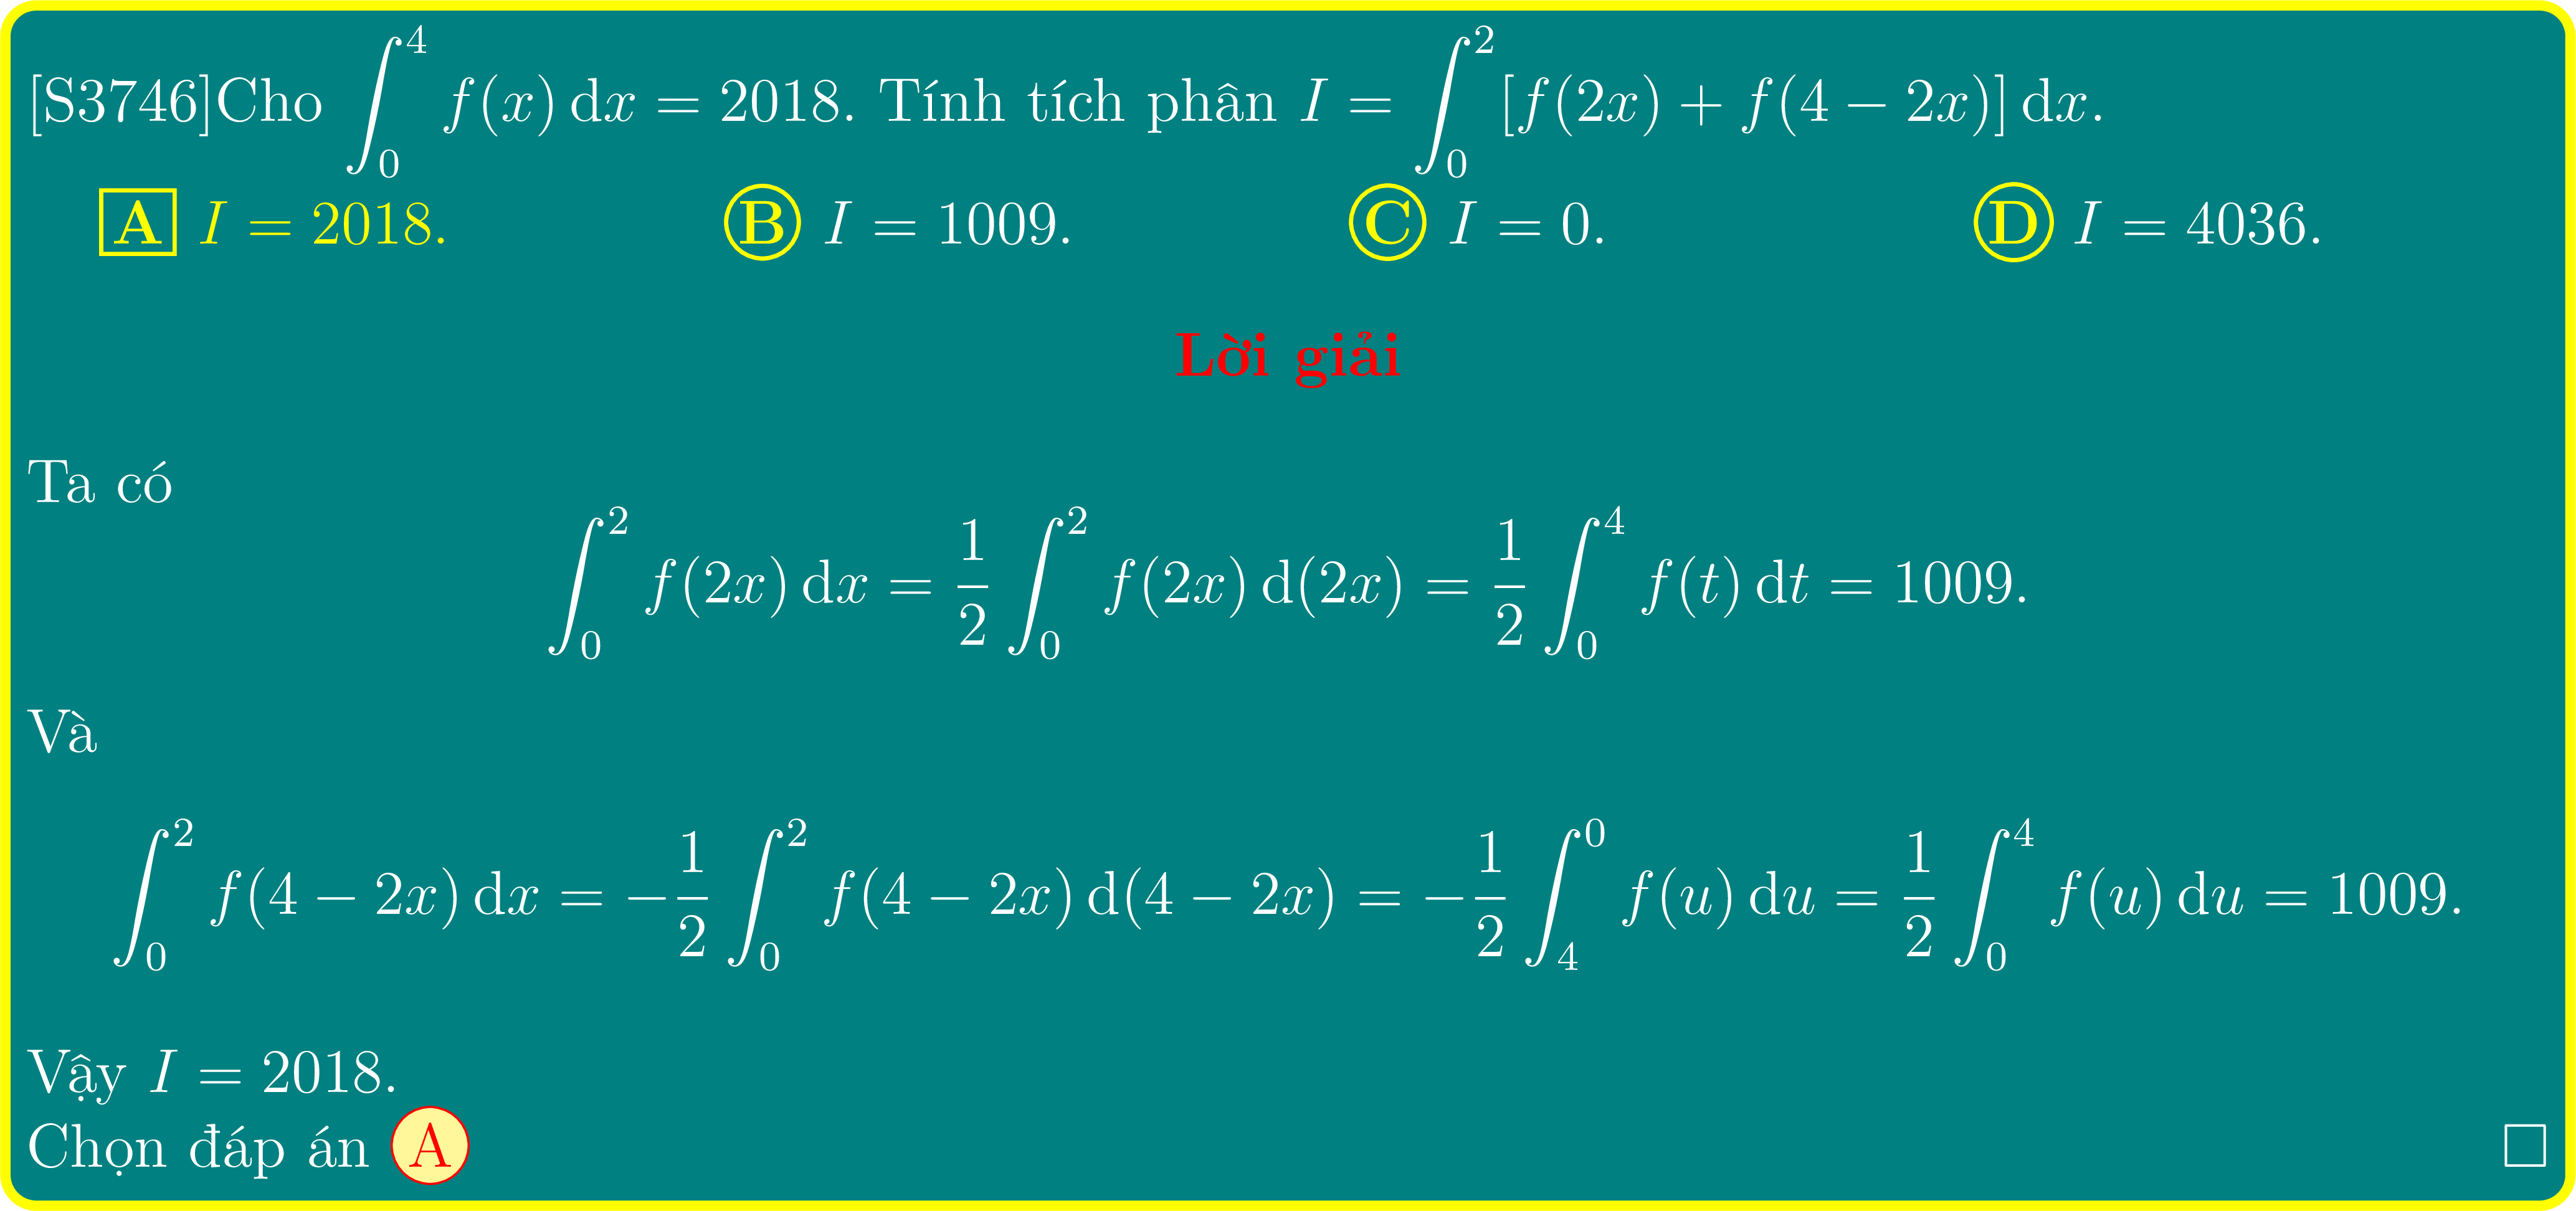 [S3746]Cho $\int_0^4 f(x)\,\mathrm{d}x = 2018$. Tính tích phân $I = \int_0^2 [f(2x) + f(4 - 2x)]\,\mathrm{d}x$.
A $I = 2018$. B $I = 1009$. C $I = 0$. D $I = 4036$.
Lời giải
Ta có
$\int_0^2 f(2x)\,\mathrm{d}x = \frac{1}{2}\int_0^2 f(2x)\,\mathrm{d}(2x) = \frac{1}{2}\int_0^4 f(t)\,\mathrm{d}t = 1009.$
Và
$\int_0^2 f(4 - 2x)\,\mathrm{d}x = -\frac{1}{2}\int_0^2 f(4 - 2x)\,\mathrm{d}(4 - 2x) = -\frac{1}{2}\int_4^0 f(u)\,\mathrm{d}u = \frac{1}{2}\int_0^4 f(u)\,\mathrm{d}u = 1009.$
Vậy $I = 2018$.
Chọn đáp án A □